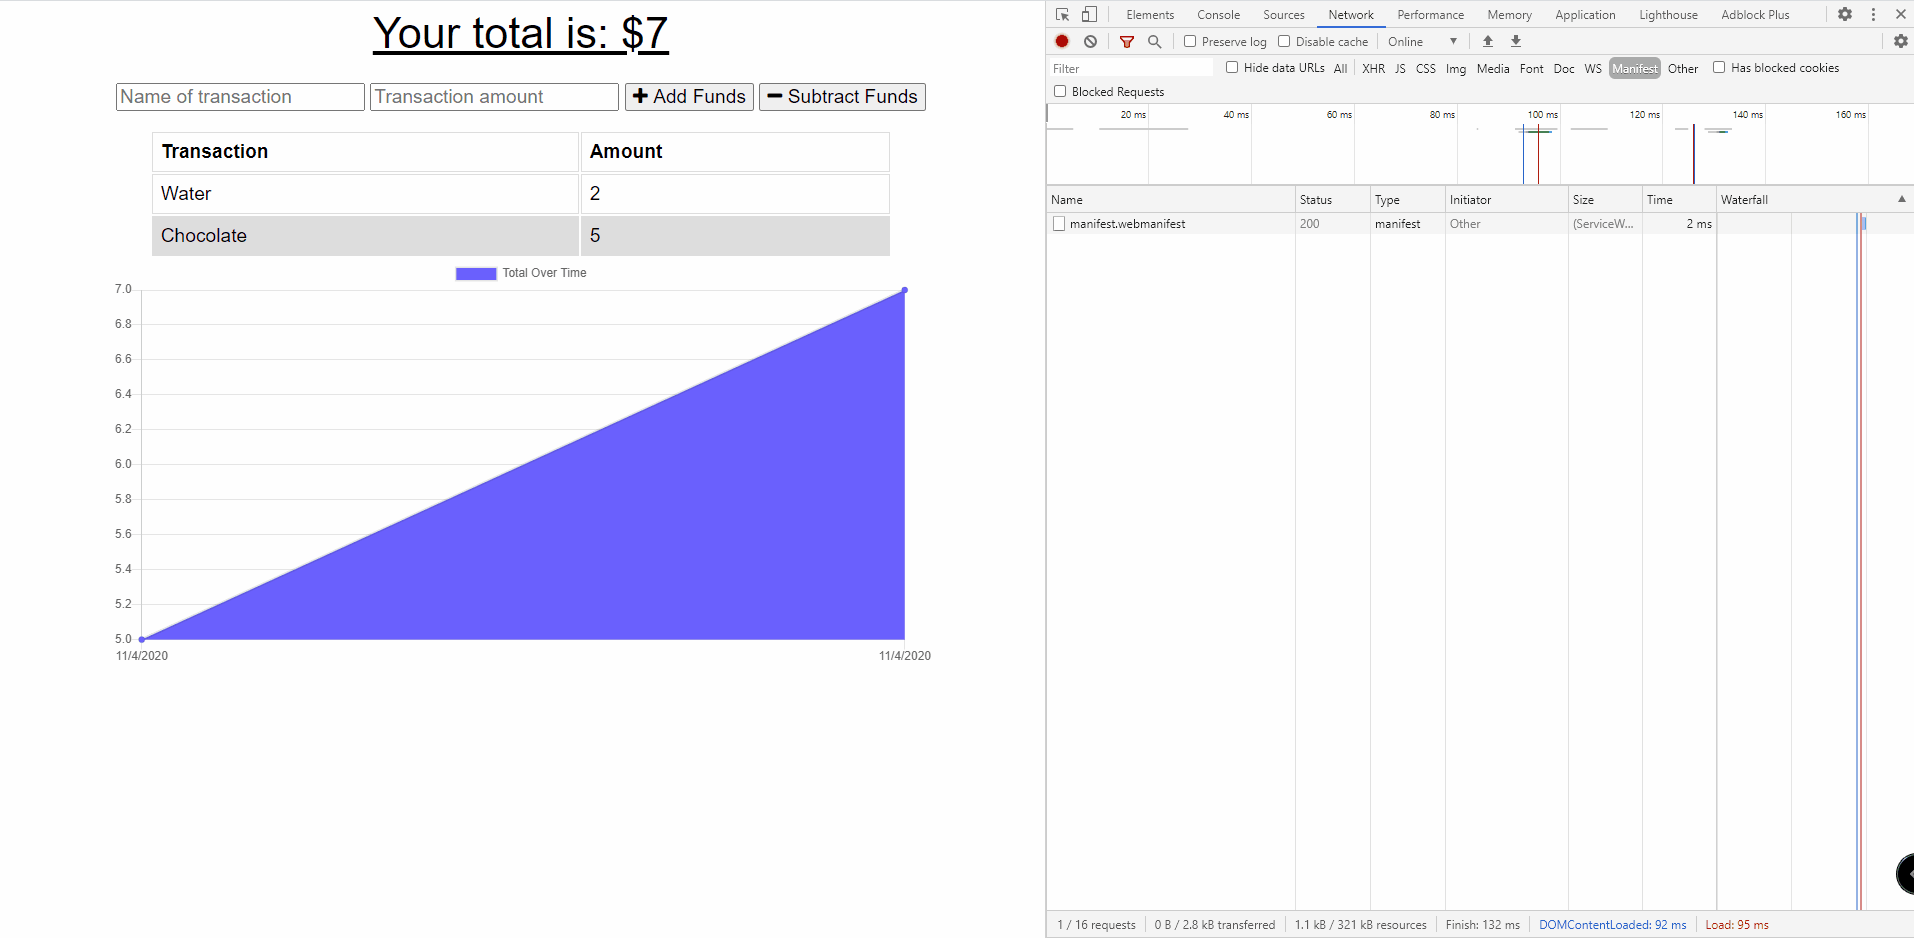 Your total is: $7
Name of transaction Transaction amount Add Funds Subtract Funds
Transaction Amount
Water 2
Chocolate 5
Total Over Time
7.0
6.8
6.6
6.4
6.2
6.0
5.8
5.6
5.4
5.2
5.0
11/4/2020 11/4/2020
Elements Console Sources Network Performance Memory Application Lighthouse Adblock Plus
Preserve log Disable cache Online
Filter Hide data URLs All XHR JS CSS Img Media Font Doc WS Manifest Other Has blocked cookies
Blocked Requests
20 ms 40 ms 60 ms 80 ms 100 ms 120 ms 140 ms 160 ms
Name Status Type Initiator Size Time Waterfall
manifest.webmanifest 200 manifest Other (ServiceW... 2 ms
1 / 16 requests 0 B / 2.8 kB transferred 1.1 kB / 321 kB resources Finish: 132 ms DOMContentLoaded: 92 ms Load: 95 ms